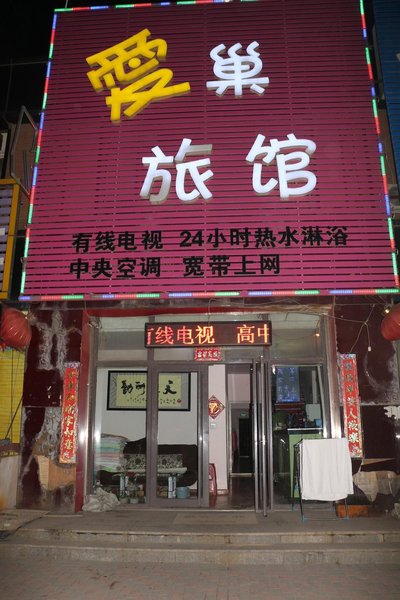 爱巢
旅馆
有线电视 24小时热水淋浴
中央空调 宽带上网
有线电视 高中